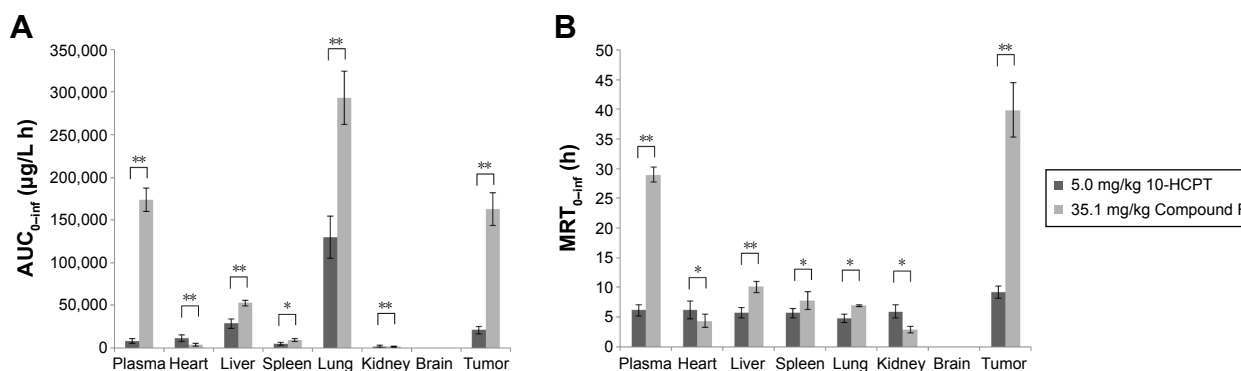 A
AUC0–inf (µg/L h)
350,000
300,000
250,000
200,000
150,000
100,000
50,000
0
** ** ** * ** ** **
Plasma Heart Liver Spleen Lung Kidney Brain Tumor
B
MRT0–inf (h)
50
45
40
35
30
25
20
15
10
5
0
** * ** * * * **
Plasma Heart Liver Spleen Lung Kidney Brain Tumor
5.0 mg/kg 10-HCPT
35.1 mg/kg Compound